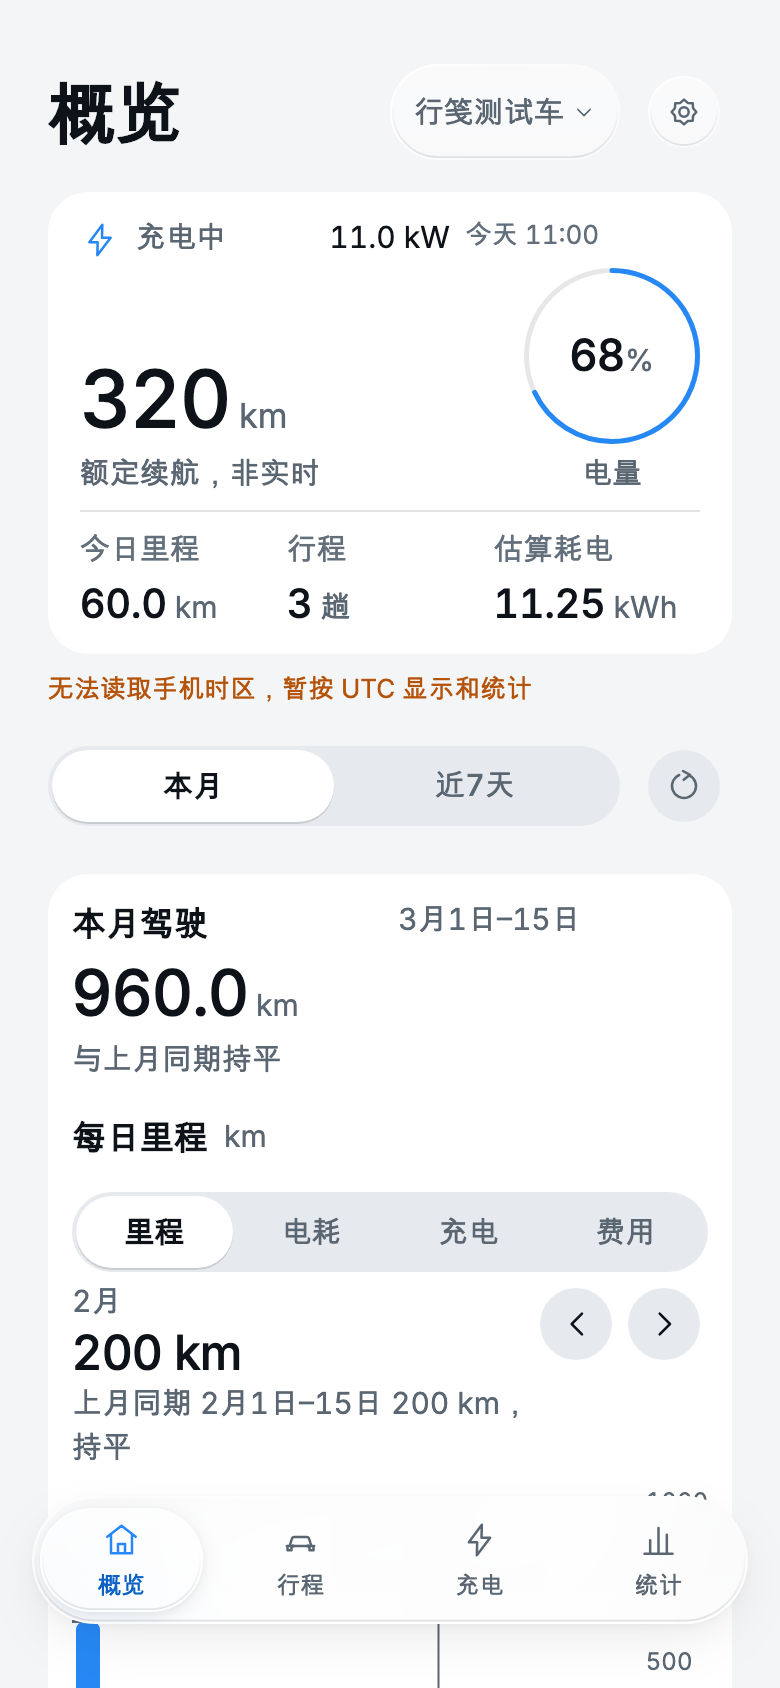 概览
行笺测试车
充电中
11.0 kW 今天 11:00
68%
320 km
额定续航，非实时
电量
今日里程
行程
估算耗电
60.0 km
3 趟
11.25 kWh
无法读取手机时区，暂按 UTC 显示和统计
本月
近7天
本月驾驶
3月1日–15日
960.0 km
与上月同期持平
每日里程 km
里程
电耗
充电
费用
2月
200 km
上月同期 2月1日–15日 200 km，
持平
概览
行程
充电
统计
500